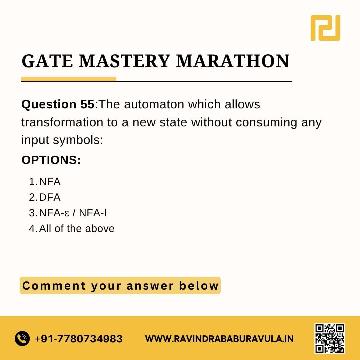 GATE MASTERY MARATHON
Question 55:The automaton which allows
transformation to a new state without consuming any
input symbols:
OPTIONS:
1.NFA
2.DFA
3.NFA-ε / NFA-l
4.All of the above
Comment your answer below
+91-7780734983 WWW.RAVINDRABABURAVULA.IN